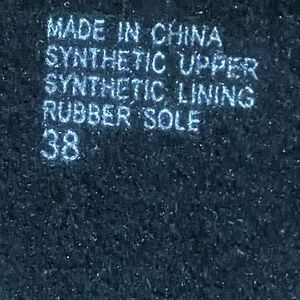 MADE IN CHINA
SYNTHETIC UPPER
SYNTHETIC LINING
RUBBER SOLE
38